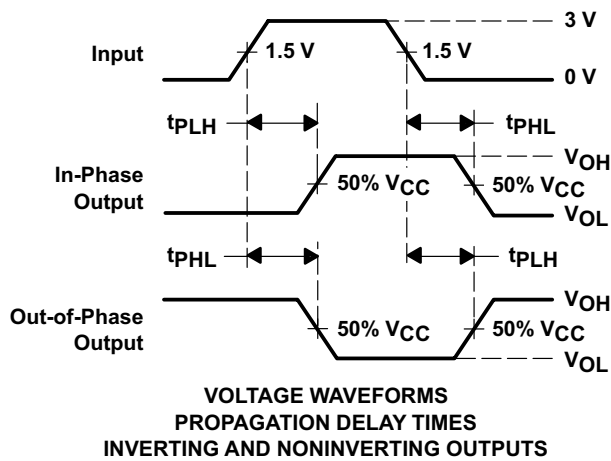 3 V
Input
1.5 V
1.5 V
0 V
tPLH
tPHL
In-Phase
Output
50% VCC
VOH
50% VCC
VOL
tPHL
tPLH
Out-of-Phase
Output
50% VCC
VOH
50% VCC
VOL
VOLTAGE WAVEFORMS
PROPAGATION DELAY TIMES
INVERTING AND NONINVERTING OUTPUTS